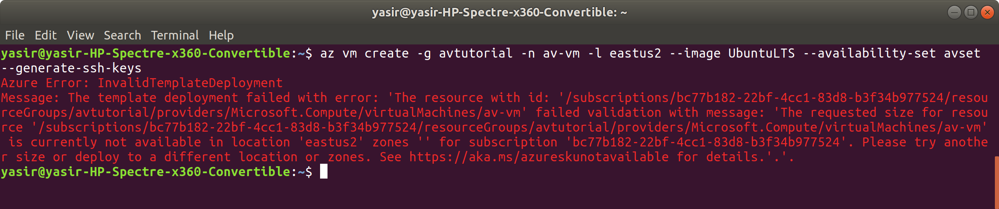 yasir@yasir-HP-Spectre-x360-Convertible: ~
File Edit View Search Terminal Help
yasir@yasir-HP-Spectre-x360-Convertible:~$ az vm create -g avtutorial -n av-vm -l eastus2 --image UbuntuLTS --availability-set avset
--generate-ssh-keys
Azure Error: InvalidTemplateDeployment
Message: The template deployment failed with error: 'The resource with id: '/subscriptions/bc77b182-22bf-4cc1-83d8-b3f34b977524/resou
rceGroups/avtutorial/providers/Microsoft.Compute/virtualMachines/av-vm' failed validation with message: 'The requested size for resou
rce '/subscriptions/bc77b182-22bf-4cc1-83d8-b3f34b977524/resourceGroups/avtutorial/providers/Microsoft.Compute/virtualMachines/av-vm'
 is currently not available in location 'eastus2' zones '' for subscription 'bc77b182-22bf-4cc1-83d8-b3f34b977524'. Please try anothe
r size or deploy to a different location or zones. See https://aka.ms/azureskunotavailable for details.'.'.
yasir@yasir-HP-Spectre-x360-Convertible:~$